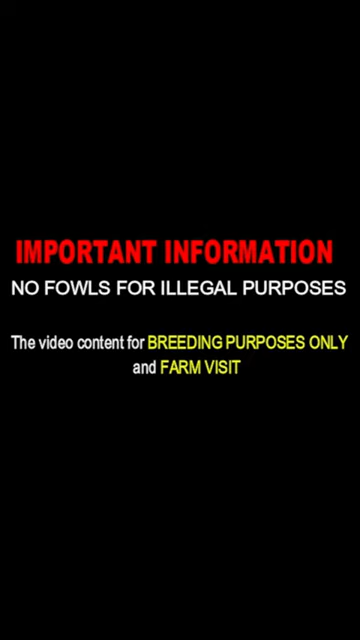 IMPORTANT INFORMATION
NO FOWLS FOR ILLEGAL PURPOSES
The video content for BREEDING PURPOSES ONLY
and FARM VISIT